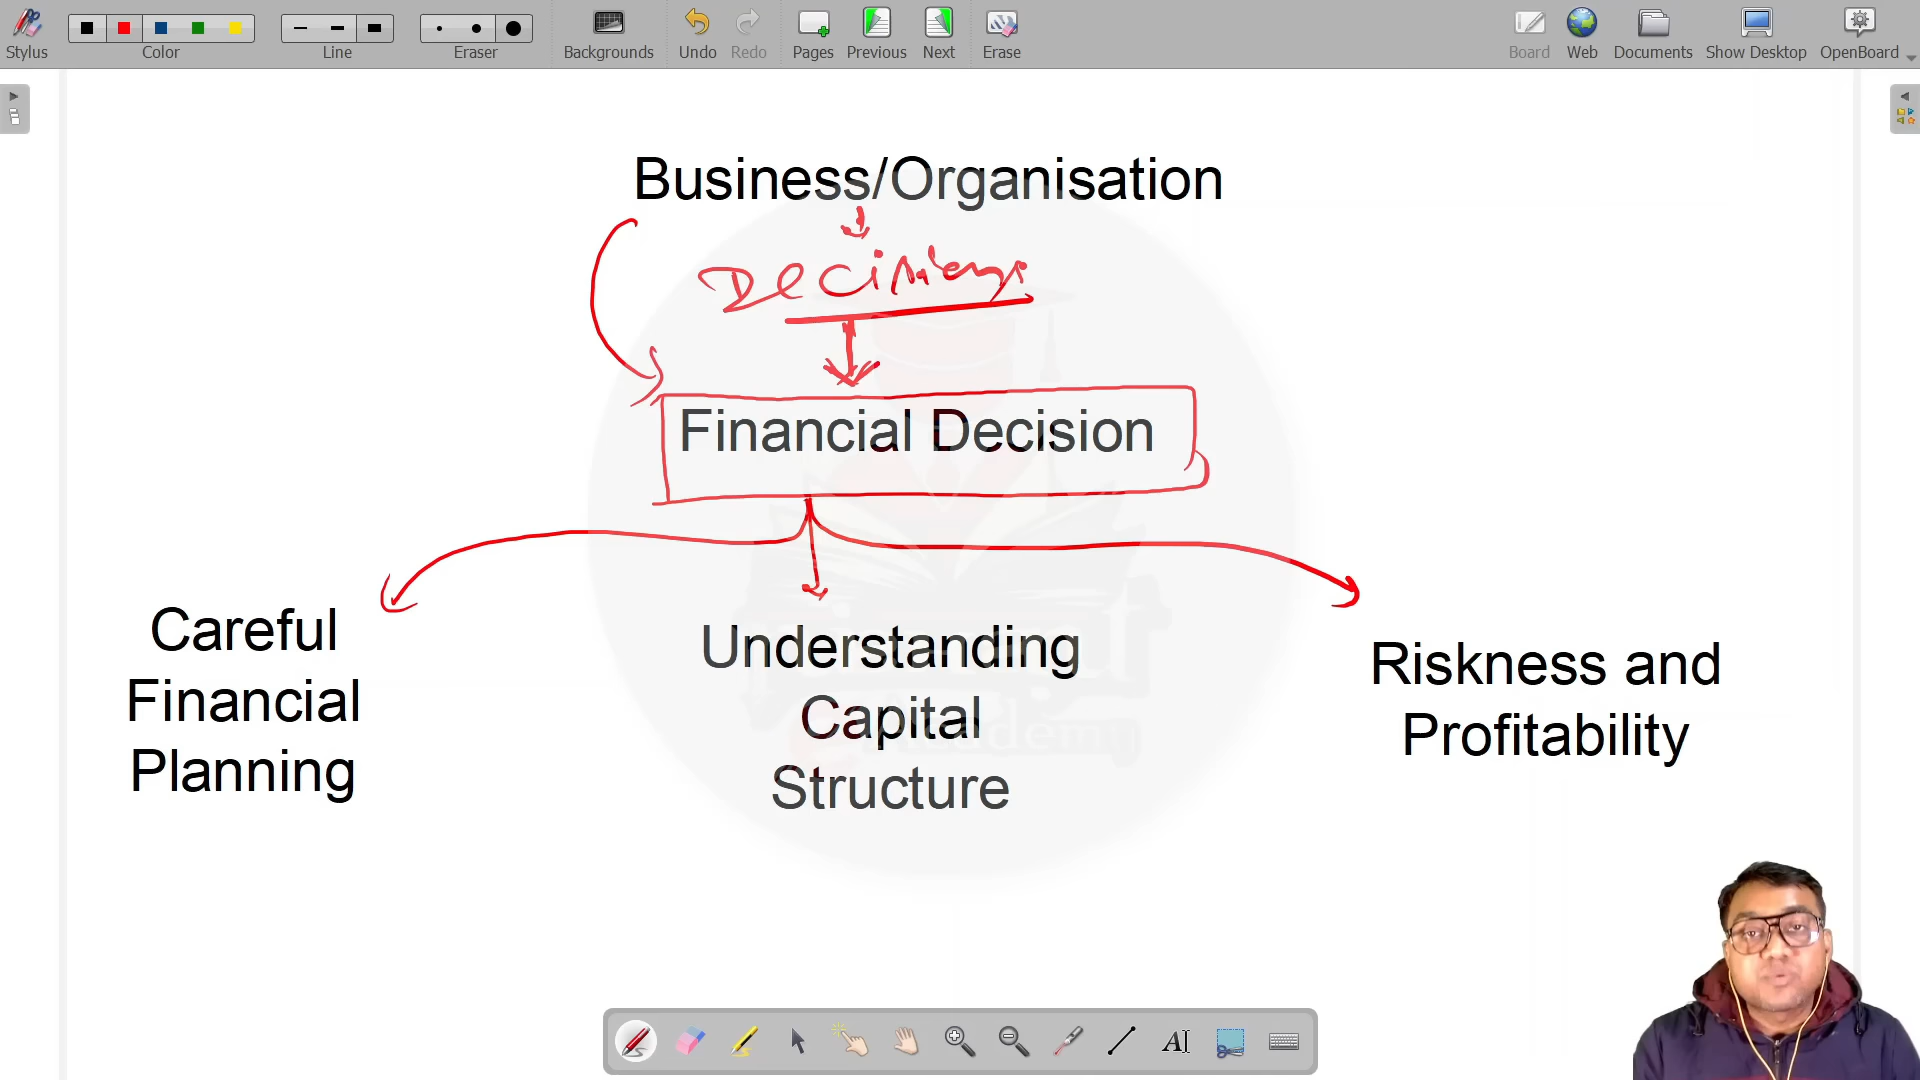 Stylus
Color
Line
Eraser
Backgrounds
Undo
Redo
Pages
Previous
Next
Erase
Board
Web
Documents
Show Desktop
OpenBoard
Business/Organisation
Decisions
Financial Decision
Careful
Financial
Planning
Understanding
Capital
Structure
Riskness and
Profitability
Academy